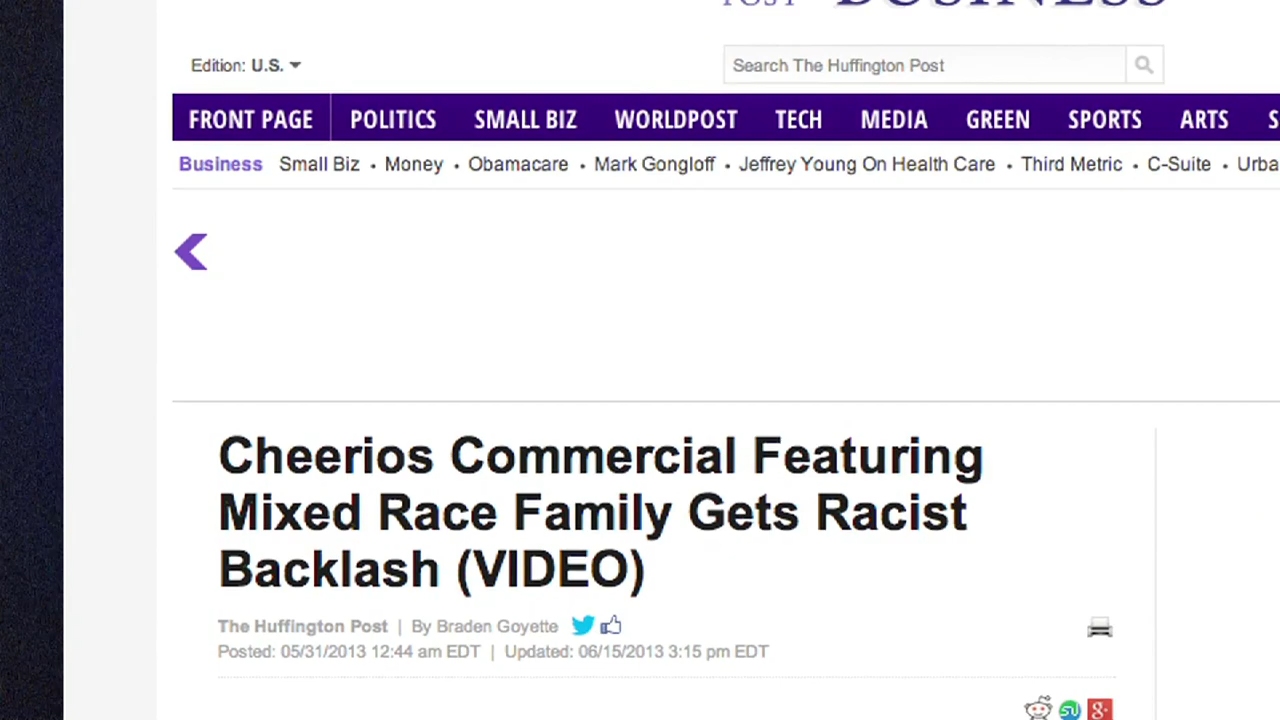 POST BUSINESS
Edition: U.S.
Search The Huffington Post
FRONT PAGE POLITICS SMALL BIZ WORLDPOST TECH MEDIA GREEN SPORTS ARTS
Business Small Biz • Money • Obamacare • Mark Gongloff • Jeffrey Young On Health Care • Third Metric • C-Suite • Urba
Cheerios Commercial Featuring
Mixed Race Family Gets Racist
Backlash (VIDEO)
The Huffington Post | By Braden Goyette
Posted: 05/31/2013 12:44 am EDT | Updated: 06/15/2013 3:15 pm EDT